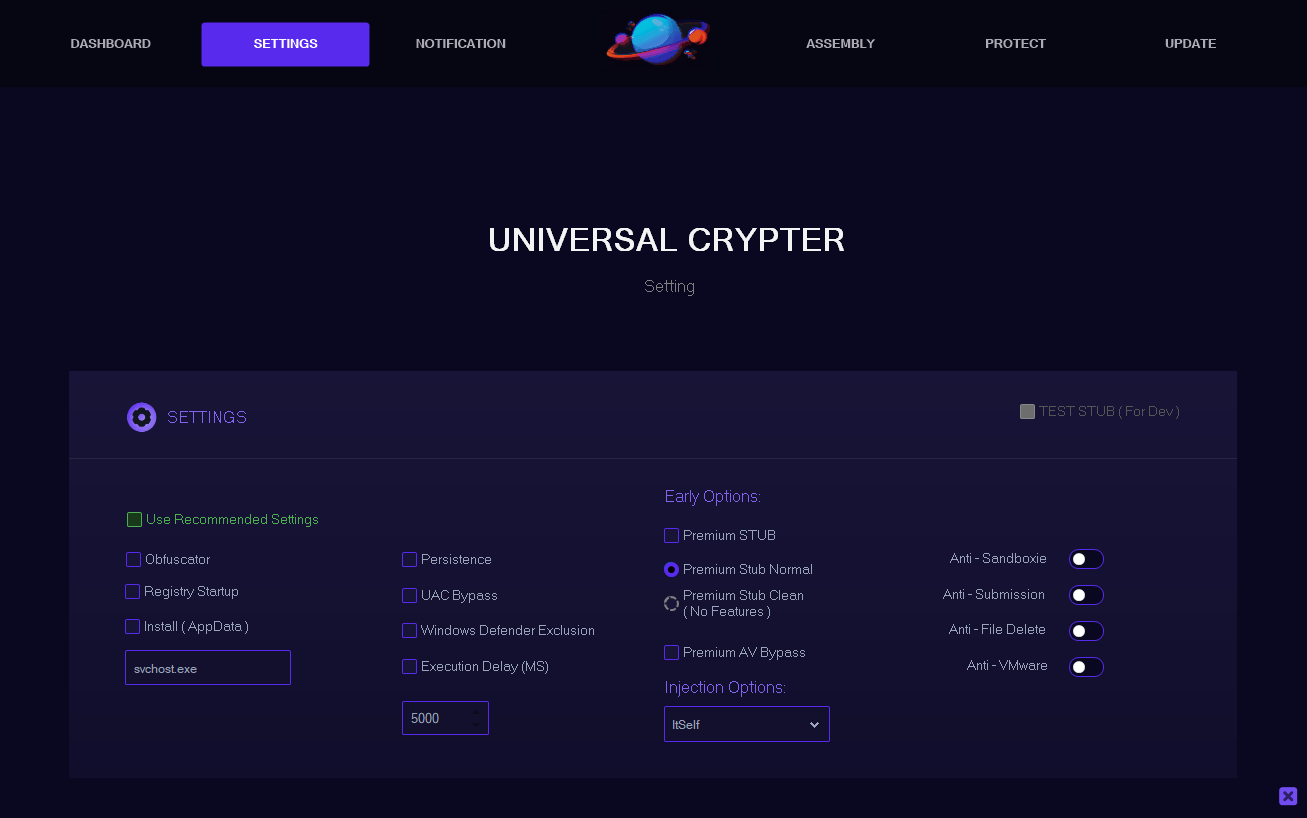 DASHBOARD
SETTINGS
NOTIFICATION
ASSEMBLY
PROTECT
UPDATE
UNIVERSAL CRYPTER
Setting
SETTINGS
TEST STUB ( For Dev )
Use Recommended Settings
Obfuscator
Registry Startup
Install ( AppData )
svchost.exe
Persistence
UAC Bypass
Windows Defender Exclusion
Execution Delay (MS)
5000
Early Options:
Premium STUB
Premium Stub Normal
Premium Stub Clean
( No Features )
Premium AV Bypass
Injection Options:
ItSelf
Anti - Sandboxie
Anti - Submission
Anti - File Delete
Anti - VMware